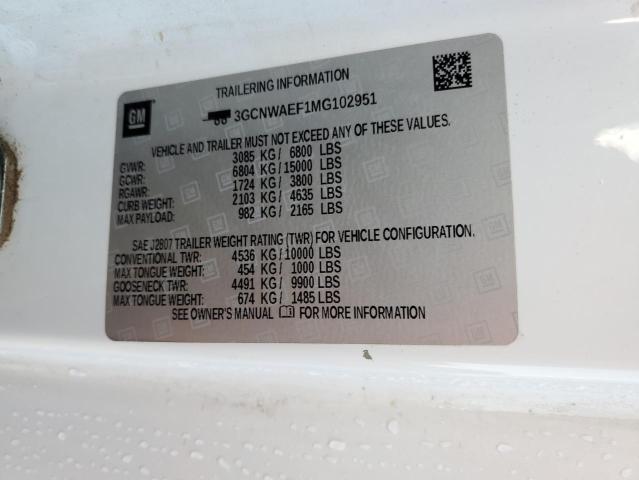 TRAILERING INFORMATION
GM
3GCNWAEF1MG102951
VEHICLE AND TRAILER MUST NOT EXCEED ANY OF THESE VALUES.
GVWR: 3085 KG/ 6800 LBS
GCWR: 6804 KG/ 15000 LBS
RGAWR: 1724 KG/ 3800 LBS
CURB WEIGHT: 2103 KG/ 4635 LBS
MAX PAYLOAD: 982 KG/ 2165 LBS
SAE J2807 TRAILER WEIGHT RATING (TWR) FOR VEHICLE CONFIGURATION.
CONVENTIONAL TWR: 4536 KG/ 10000 LBS
MAX TONGUE WEIGHT: 454 KG/ 1000 LBS
GOOSENECK TWR: 4491 KG/ 9900 LBS
MAX TONGUE WEIGHT: 674 KG/ 1485 LBS
SEE OWNER'S MANUAL FOR MORE INFORMATION